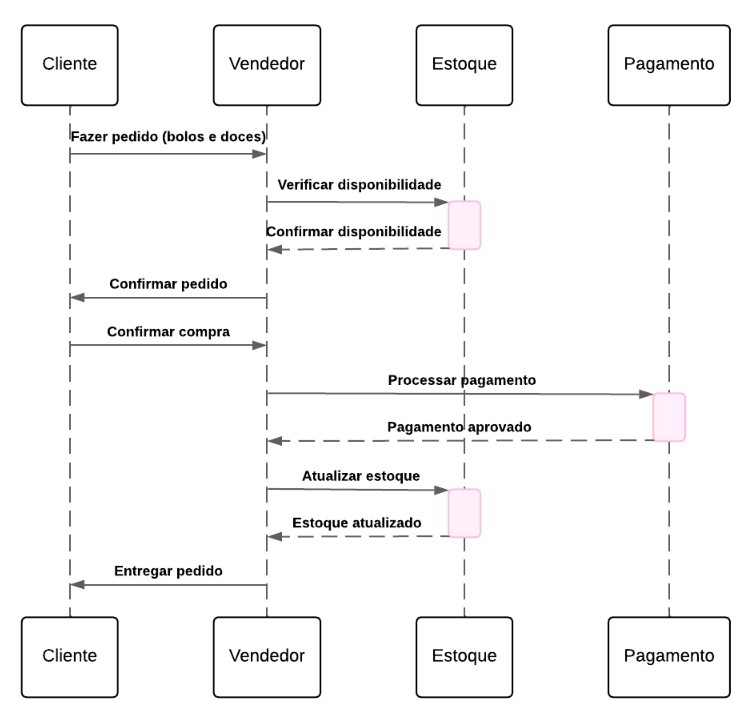 Cliente
Vendedor
Estoque
Pagamento
Fazer pedido (bolos e doces)
Verificar disponibilidade
Confirmar disponibilidade
Confirmar pedido
Confirmar compra
Processar pagamento
Pagamento aprovado
Atualizar estoque
Estoque atualizado
Entregar pedido
Cliente
Vendedor
Estoque
Pagamento